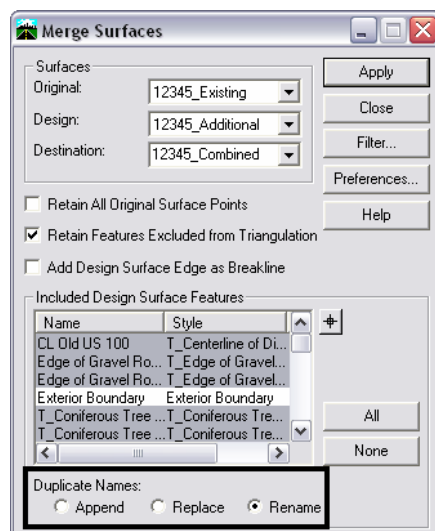 Merge Surfaces
Surfaces
Original: 12345_Existing
Design: 12345_Additional
Destination: 12345_Combined
Apply
Close
Filter...
Preferences...
Help
Retain All Original Surface Points
Retain Features Excluded from Triangulation
Add Design Surface Edge as Breakline
Included Design Surface Features
Name Style
CL Old US 100 T_Centerline of Di...
Edge of Gravel Ro... T_Edge of Gravel...
Edge of Gravel Ro... T_Edge of Gravel...
Exterior Boundary Exterior Boundary
T_Coniferous Tree ... T_Coniferous Tre...
T_Coniferous Tree ... T_Coniferous Tre...
All
None
Duplicate Names:
Append Replace Rename